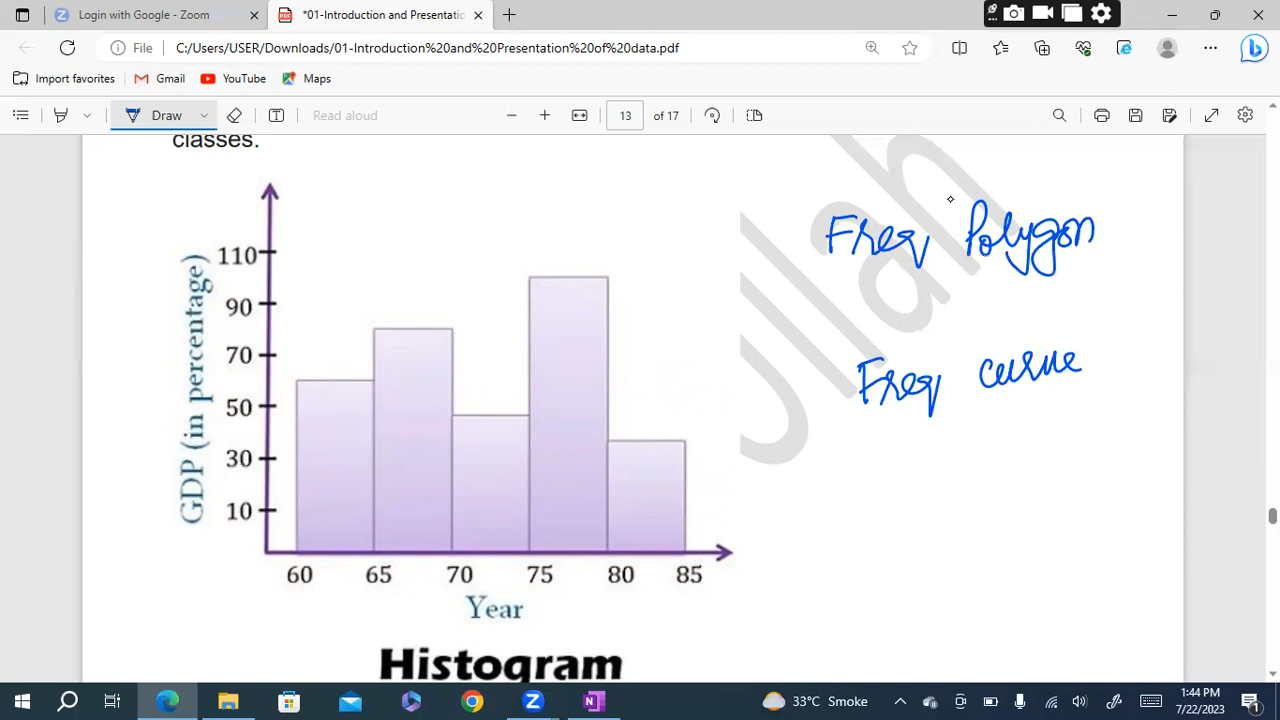 Login with Google - Zoom
*01-Introduction and Presentatio
File
C:/Users/USER/Downloads/01-Introduction%20and%20Presentation%20of%20data.pdf
Import favorites
Gmail
YouTube
Maps
Draw
Read aloud
13
of 17
classes.
ullah
GDP (in percentage)
110
90
70
50
30
10
60
65
70
75
80
85
Year
Histogram
Freq Polygon
Freq curve
33°C Smoke
1:44 PM
7/22/2023
1